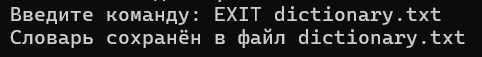 Введите команду: EXIT dictionary.txt
Словарь сохранён в файл dictionary.txt